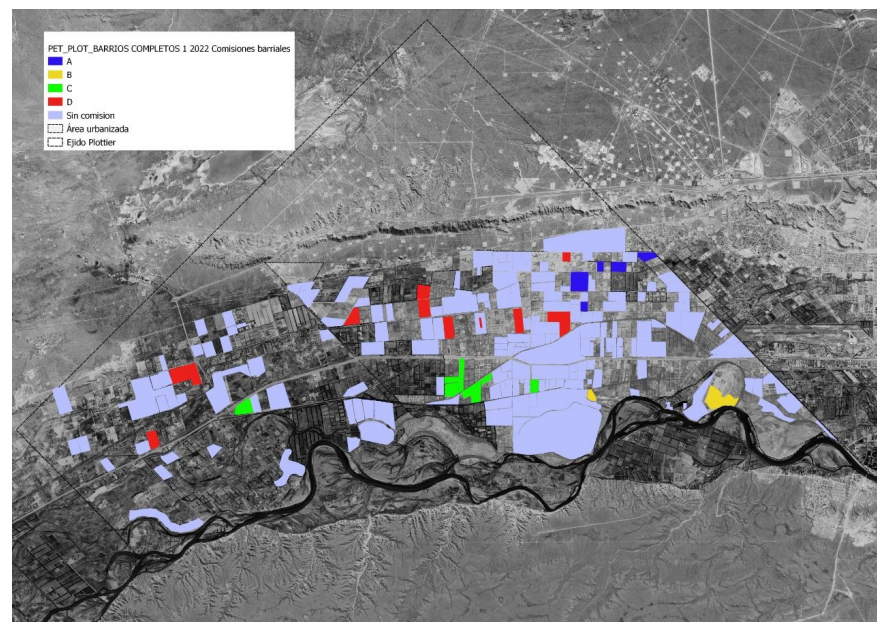 PET_PLOT_BARRIOS COMPLETOS 1 2022 Comisiones barriales
A
B
C
D
Sin comision
Área urbanizada
Ejido Plottier